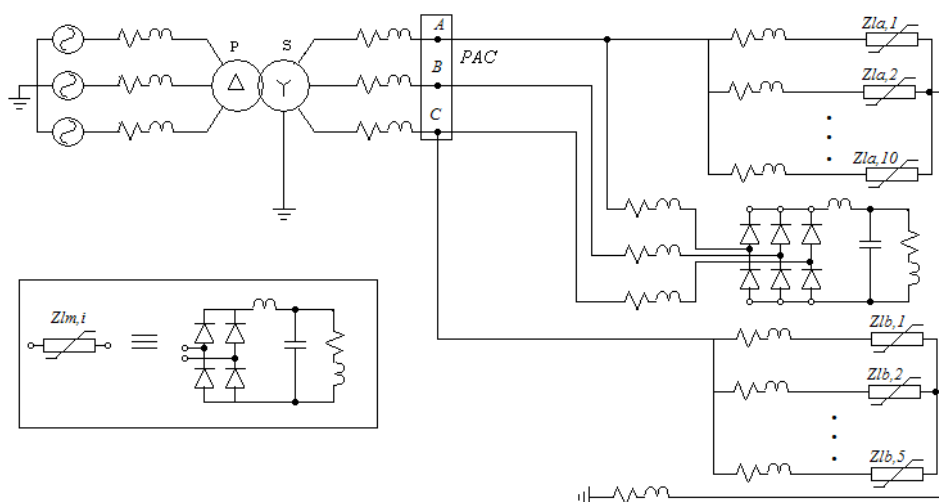 A
B
C
PAC
P
S
Zla,1
Zla,2
Zla,10
Zlm,i
Zlb,1
Zlb,2
Zlb,5